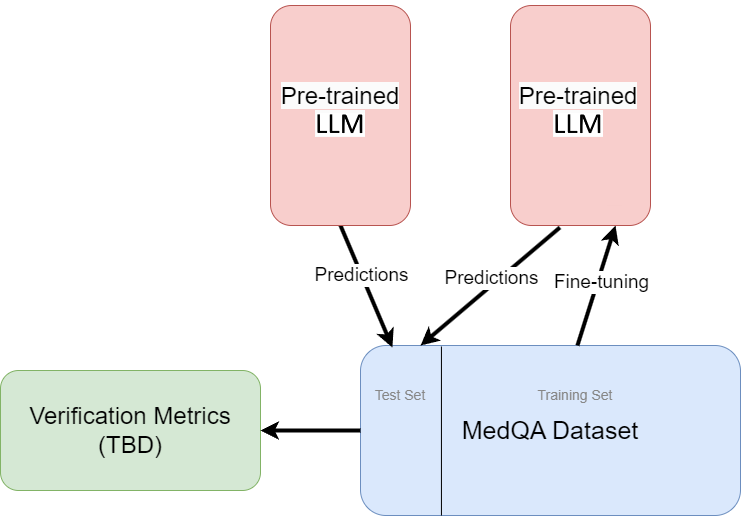 Pre-trained
LLM
Pre-trained
LLM
Predictions
Predictions
Fine-tuning
Test Set
Training Set
MedQA Dataset
Verification Metrics
(TBD)